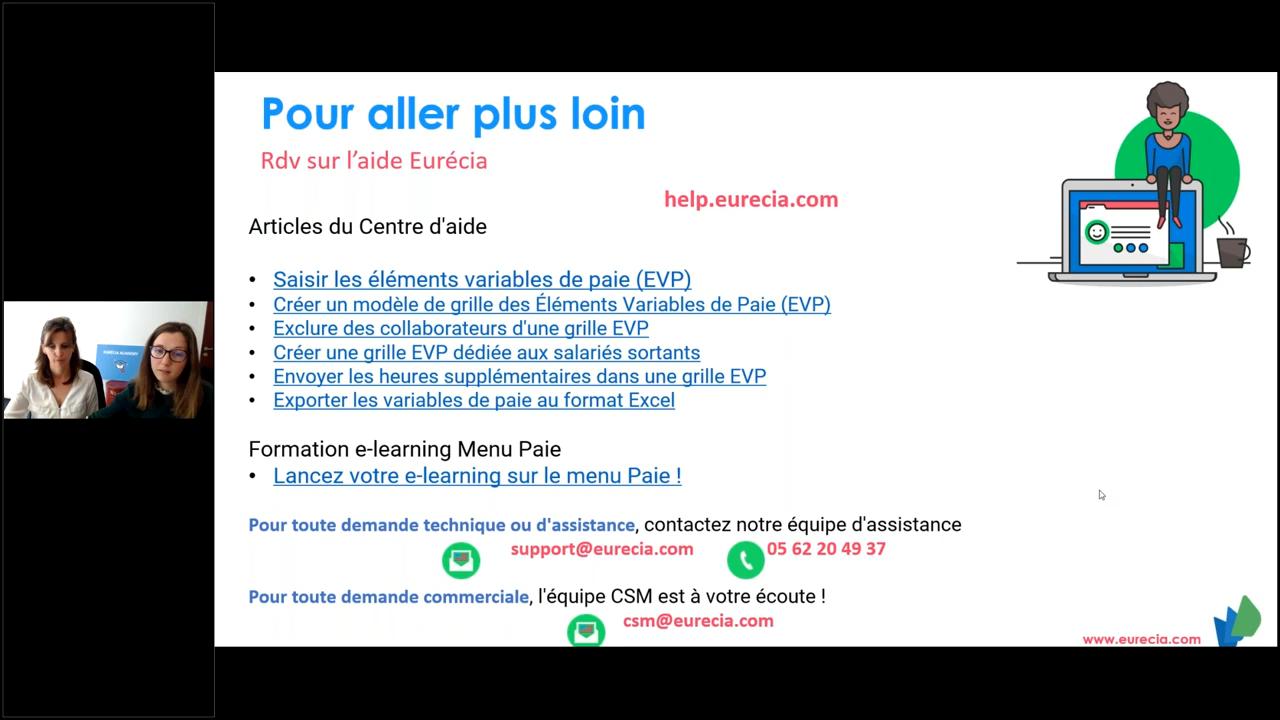 Pour aller plus loin
Rdv sur l’aide Eurécia
help.eurecia.com
Articles du Centre d'aide
• Saisir les éléments variables de paie (EVP)
• Créer un modèle de grille des Éléments Variables de Paie (EVP)
• Exclure des collaborateurs d'une grille EVP
• Créer une grille EVP dédiée aux salariés sortants
• Envoyer les heures supplémentaires dans une grille EVP
• Exporter les variables de paie au format Excel
Formation e-learning Menu Paie
• Lancez votre e-learning sur le menu Paie !
Pour toute demande technique ou d'assistance, contactez notre équipe d'assistance
support@eurecia.com 05 62 20 49 37
Pour toute demande commerciale, l'équipe CSM est à votre écoute !
csm@eurecia.com
www.eurecia.com